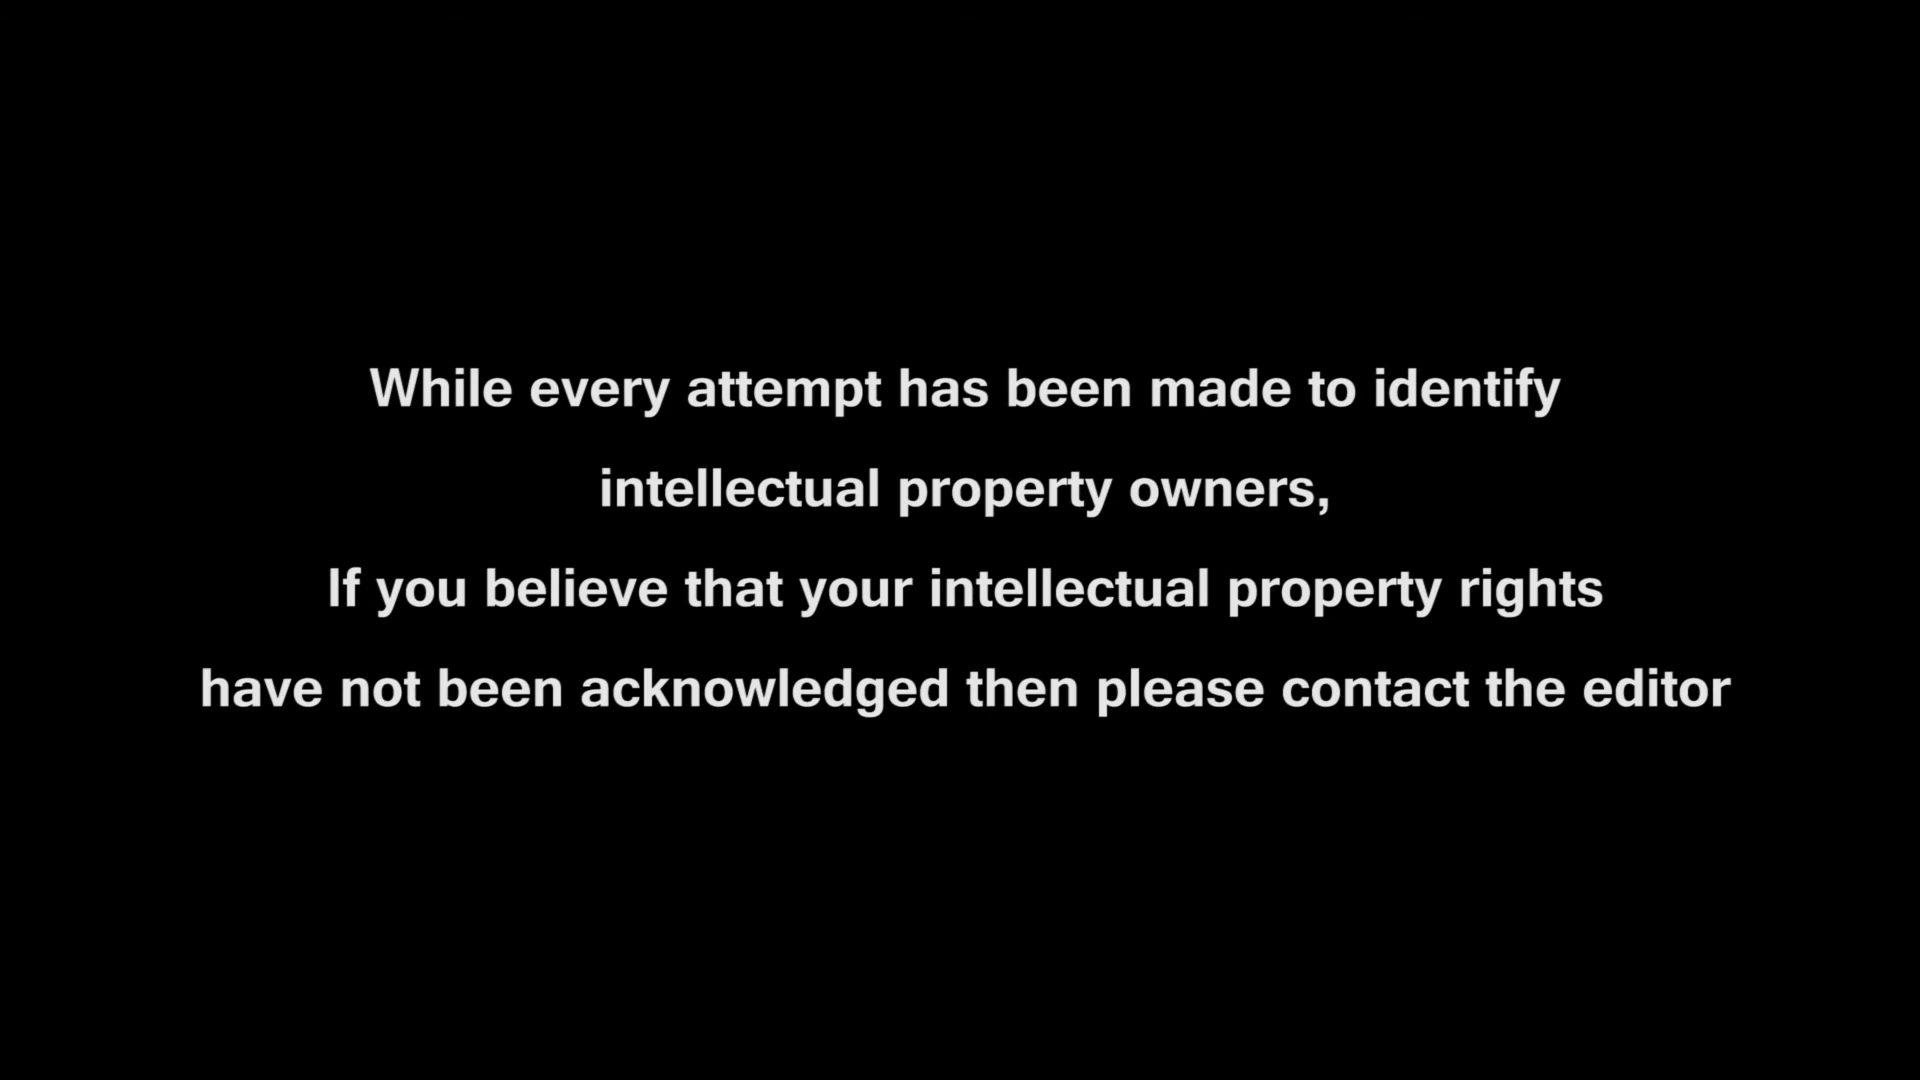 While every attempt has been made to identify
intellectual property owners,
If you believe that your intellectual property rights
have not been acknowledged then please contact the editor